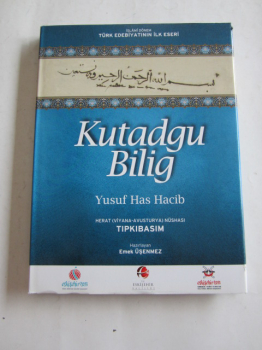 İSLAMİ DÖNEM
TÜRK EDEBİYATININ İLK ESERİ
بسم الله الرحمن الرحيم
Kutadgu
Bilig
Yusuf Has Hacib
HERAT (VİYANA-AVUSTURYA) NÜSHASI
TIPKIBASIM
Hazırlayan
Emek ÜŞENMEZ